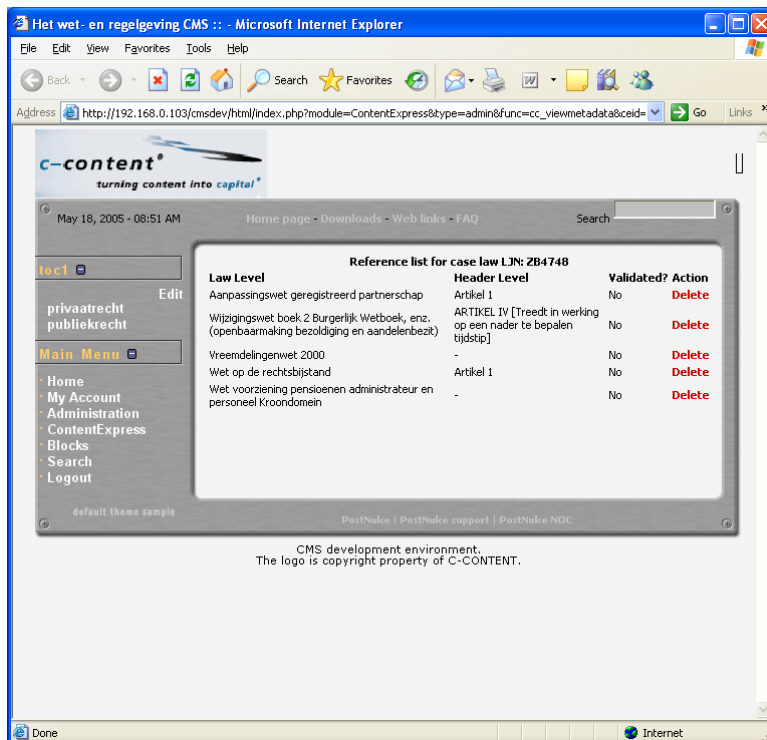 Het wet- en regelgeving CMS :: - Microsoft Internet Explorer
File Edit View Favorites Tools Help
Back Search Favorites
Address http://192.168.0.103/cmsdev/html/index.php?module=ContentExpress&type=admin&func=cc_viewmetadata&ceid= Go Links »
c-content®
turning content into capital®
May 18, 2005 - 08:51 AM Home page - Downloads - Web links - FAQ Search
toc1
Edit
privaatrecht
publiekrecht
Main Menu
· Home
· My Account
· Administration
· ContentExpress
· Blocks
· Search
· Logout
default theme sample
Reference list for case law LJN: ZB4748
Law Level Header Level Validated? Action
Aanpassingswet geregistreerd partnerschap Artikel 1 No Delete
Wijzigingswet boek 2 Burgerlijk Wetboek, enz.
(openbaarmaking bezoldiging en aandelenbezit)
ARTIKEL IV [Treedt in werking
op een nader te bepalen
tijdstip]
No Delete
Vreemdelingenwet 2000 - No Delete
Wet op de rechtsbijstand Artikel 1 No Delete
Wet voorziening pensioenen administrateur en
personeel Kroondomein
- No Delete
PostNuke | PostNuke support | PostNuke NOC
CMS development environment.
The logo is copyright property of C-CONTENT.
Done Internet